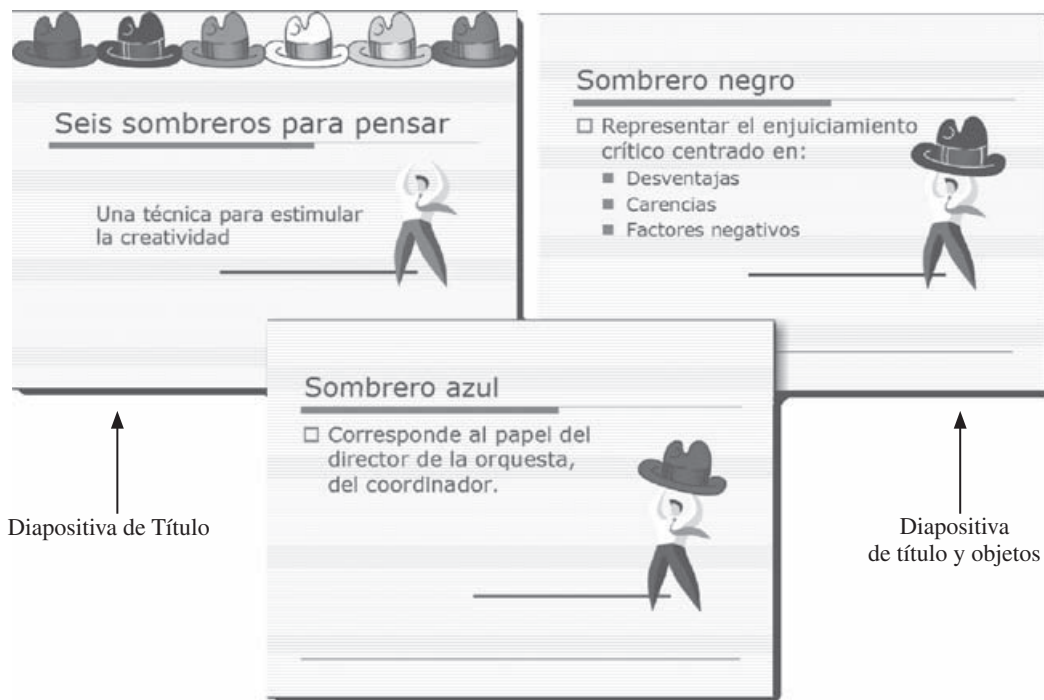 Seis sombreros para pensar
Una técnica para estimular
la creatividad
Sombrero negro
Representar el enjuiciamiento
crítico centrado en:
Desventajas
Carencias
Factores negativos
Sombrero azul
Corresponde al papel del
director de la orquesta,
del coordinador.
Diapositiva de Título
Diapositiva
de título y objetos